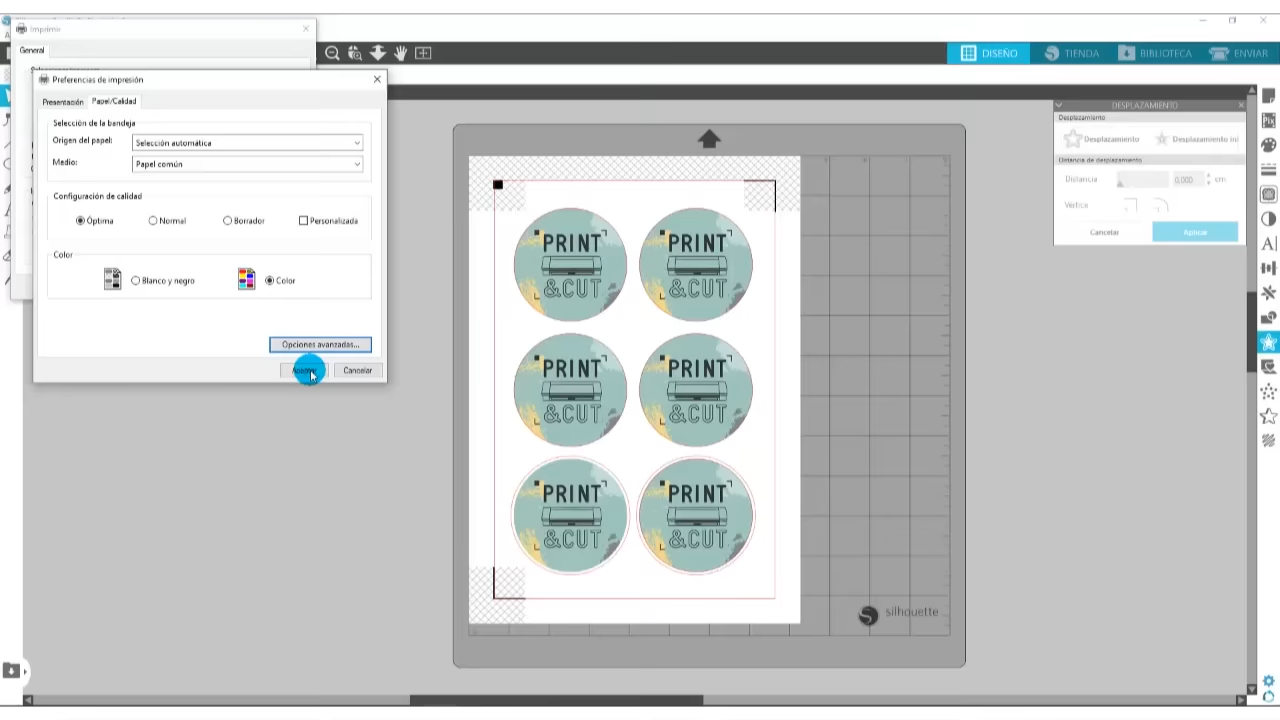 Imprimir
General
Preferencias de impresión
Presentación
Papel/Calidad
Selección de la bandeja
Origen del papel:
Selección automática
Medio:
Papel común
Configuración de calidad
Óptima
Normal
Borrador
Personalizada
Color
Blanco y negro
Color
Opciones avanzadas...
Cancelar
DISEÑO
TIENDA
BIBLIOTECA
ENVIAR
DESPLAZAMIENTO
Desplazamiento
Desplazamiento
Desplazamiento in
Distancia de desplazamiento
Distancia
0,000
cm
Vértice
Cancelar
Aplicar
PRINT
&CUT
PRINT
&CUT
PRINT
&CUT
PRINT
&CUT
PRINT
&CUT
PRINT
&CUT
silhouette